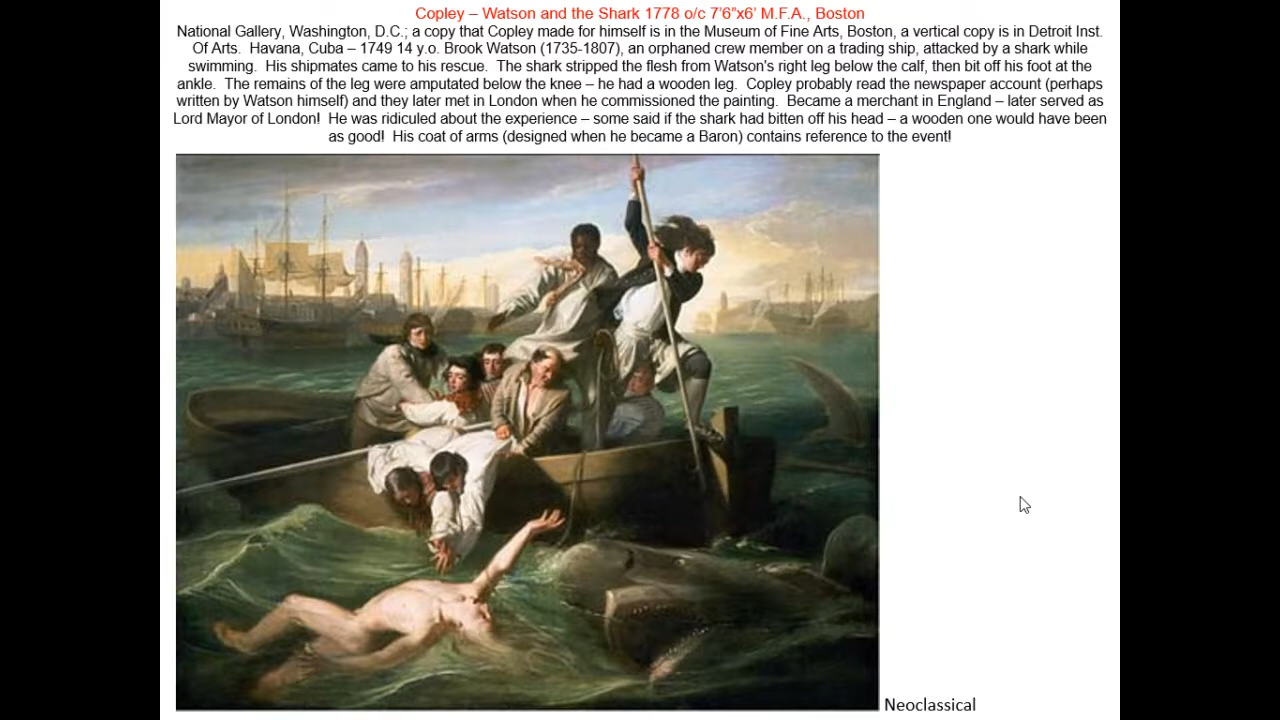 Copley – Watson and the Shark 1778 o/c 7'6"x6' M.F.A., Boston
National Gallery, Washington, D.C.; a copy that Copley made for himself is in the Museum of Fine Arts, Boston, a vertical copy is in Detroit Inst.
Of Arts.  Havana, Cuba – 1749 14 y.o. Brook Watson (1735-1807), an orphaned crew member on a trading ship, attacked by a shark while
swimming.  His shipmates came to his rescue.  The shark stripped the flesh from Watson's right leg below the calf, then bit off his foot at the
ankle.  The remains of the leg were amputated below the knee – he had a wooden leg.  Copley probably read the newspaper account (perhaps
written by Watson himself) and they later met in London when he commissioned the painting.  Became a merchant in England – later served as
Lord Mayor of London!  He was ridiculed about the experience – some said if the shark had bitten off his head – a wooden one would have been
as good!  His coat of arms (designed when he became a Baron) contains reference to the event!
Neoclassical